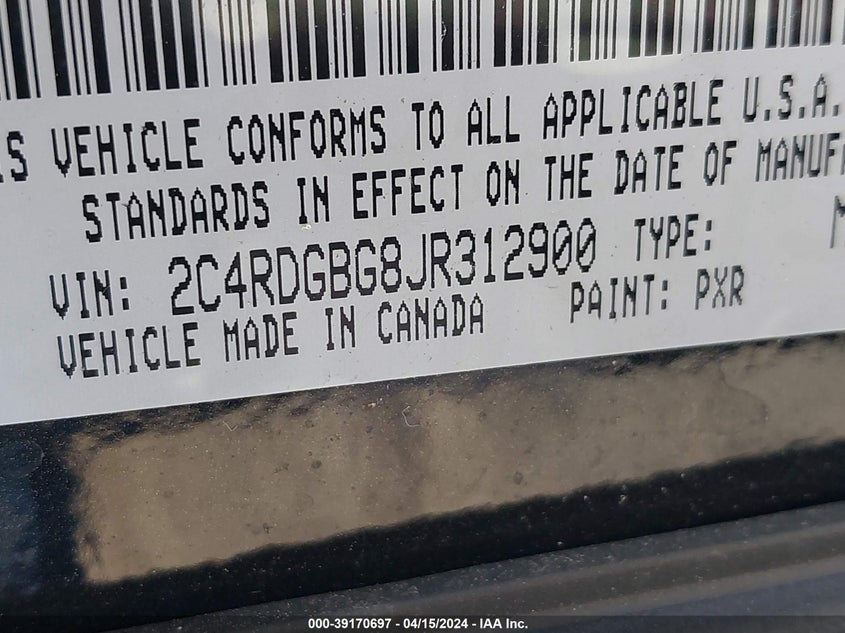 VEHICLE CONFORMS TO ALL APPLICABLE U.S.A.
STANDARDS IN EFFECT ON THE DATE OF
VIN: 2C4RDGBG8JR312900 TYPE:
VEHICLE MADE IN CANADA PAINT: PXR
000-39170697 - 04/15/2024 - IAA Inc.